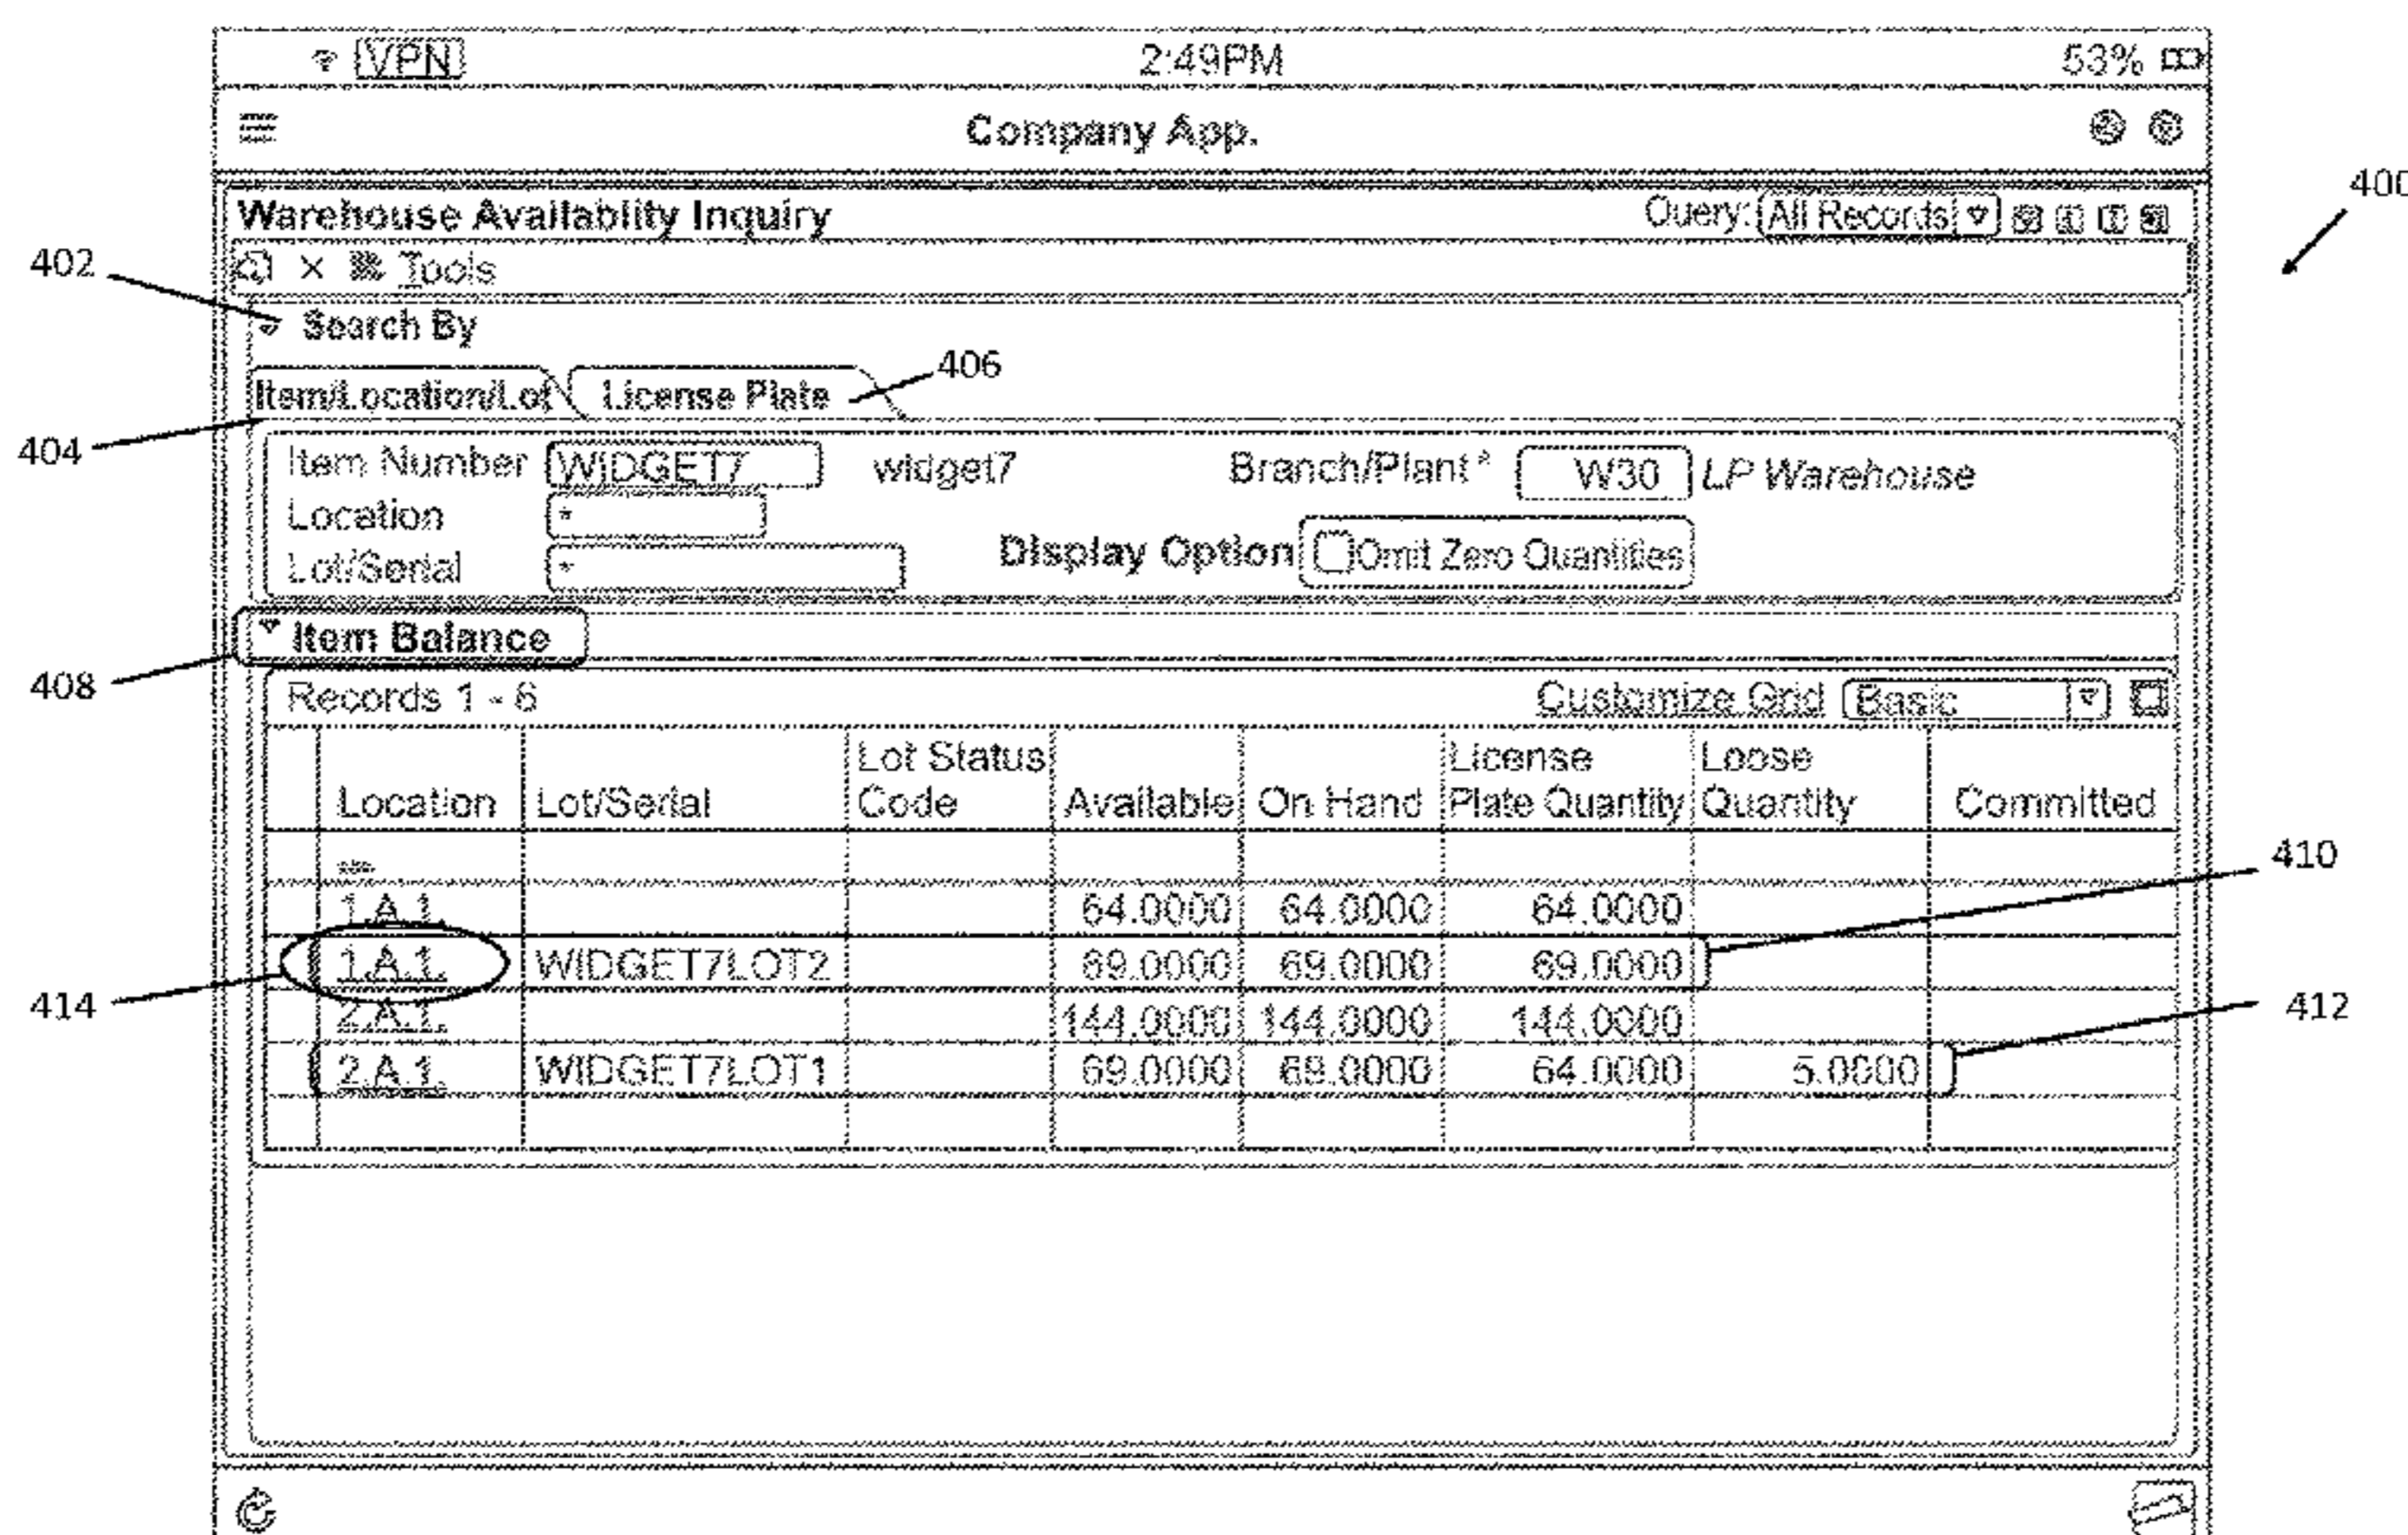 VPN 2:49PM 53%
Company App.
400
Warehouse Availablity Inquiry Query: All Records
402
Tools
Search By
406
Item/Location/Lot License Plate
404
Item Number WIDGET7 widget7 Branch/Plant * W30 LP Warehouse
Location *
Display Option Omit Zero Quantities
Lot/Serial *
Item Balance
408
Records 1 - 6 Customize Grid Basic
Location Lot/Serial Lot Status Code Available On Hand License Plate Quantity Loose Quantity Committed
410
1.A.1. 64.0000 64.0000 64.0000
1.A.1. WIDGET7LOT2 69.0000 69.0000 69.0000
414
2.A.1. 144.0000 144.0000 144.0000
412
2.A.1. WIDGET7LOT1 69.0000 69.0000 64.0000 5.0000